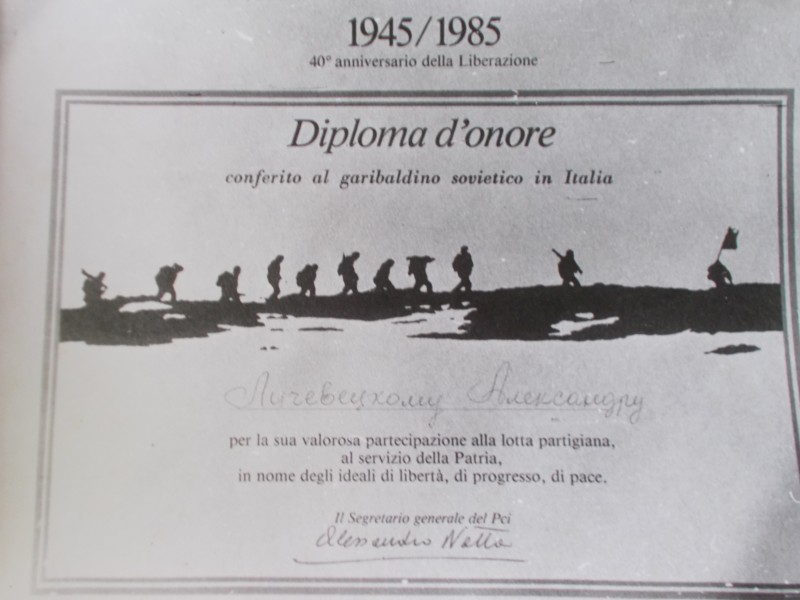 1945/1985
40° anniversario della Liberazione
Diploma d'onore
conferito al garibaldino sovietico in Italia
Личевецкому Александру
per la sua valorosa partecipazione alla lotta partigiana,
al servizio della Patria,
in nome degli ideali di libertà, di progresso, di pace.
Il Segretario generale del Pci
Alessandro Natta